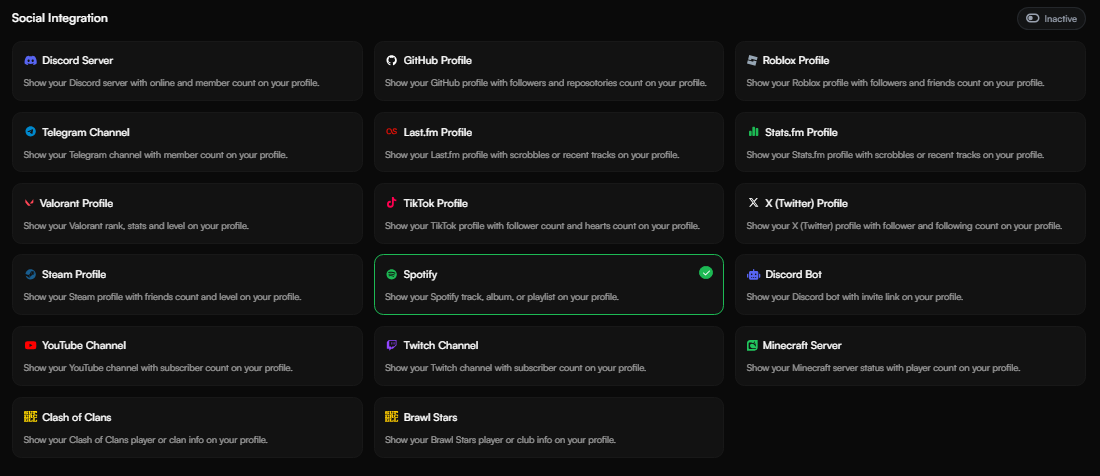 Social Integration
Inactive
Discord Server
Show your Discord server with online and member count on your profile.
GitHub Profile
Show your GitHub profile with followers and reposotories count on your profile.
Roblox Profile
Show your Roblox profile with followers and friends count on your profile.
Telegram Channel
Show your Telegram channel with member count on your profile.
Last.fm Profile
Show your Last.fm profile with scrobbles or recent tracks on your profile.
Stats.fm Profile
Show your Stats.fm profile with scrobbles or recent tracks on your profile.
Valorant Profile
Show your Valorant rank, stats and level on your profile.
TikTok Profile
Show your TikTok profile with follower count and hearts count on your profile.
X (Twitter) Profile
Show your X (Twitter) profile with follower and following count on your profile.
Steam Profile
Show your Steam profile with friends count and level on your profile.
Spotify
Show your Spotify track, album, or playlist on your profile.
Discord Bot
Show your Discord bot with invite link on your profile.
YouTube Channel
Show your YouTube channel with subscriber count on your profile.
Twitch Channel
Show your Twitch channel with subscriber count on your profile.
Minecraft Server
Show your Minecraft server status with player count on your profile.
Clash of Clans
Show your Clash of Clans player or clan info on your profile.
Brawl Stars
Show your Brawl Stars player or club info on your profile.